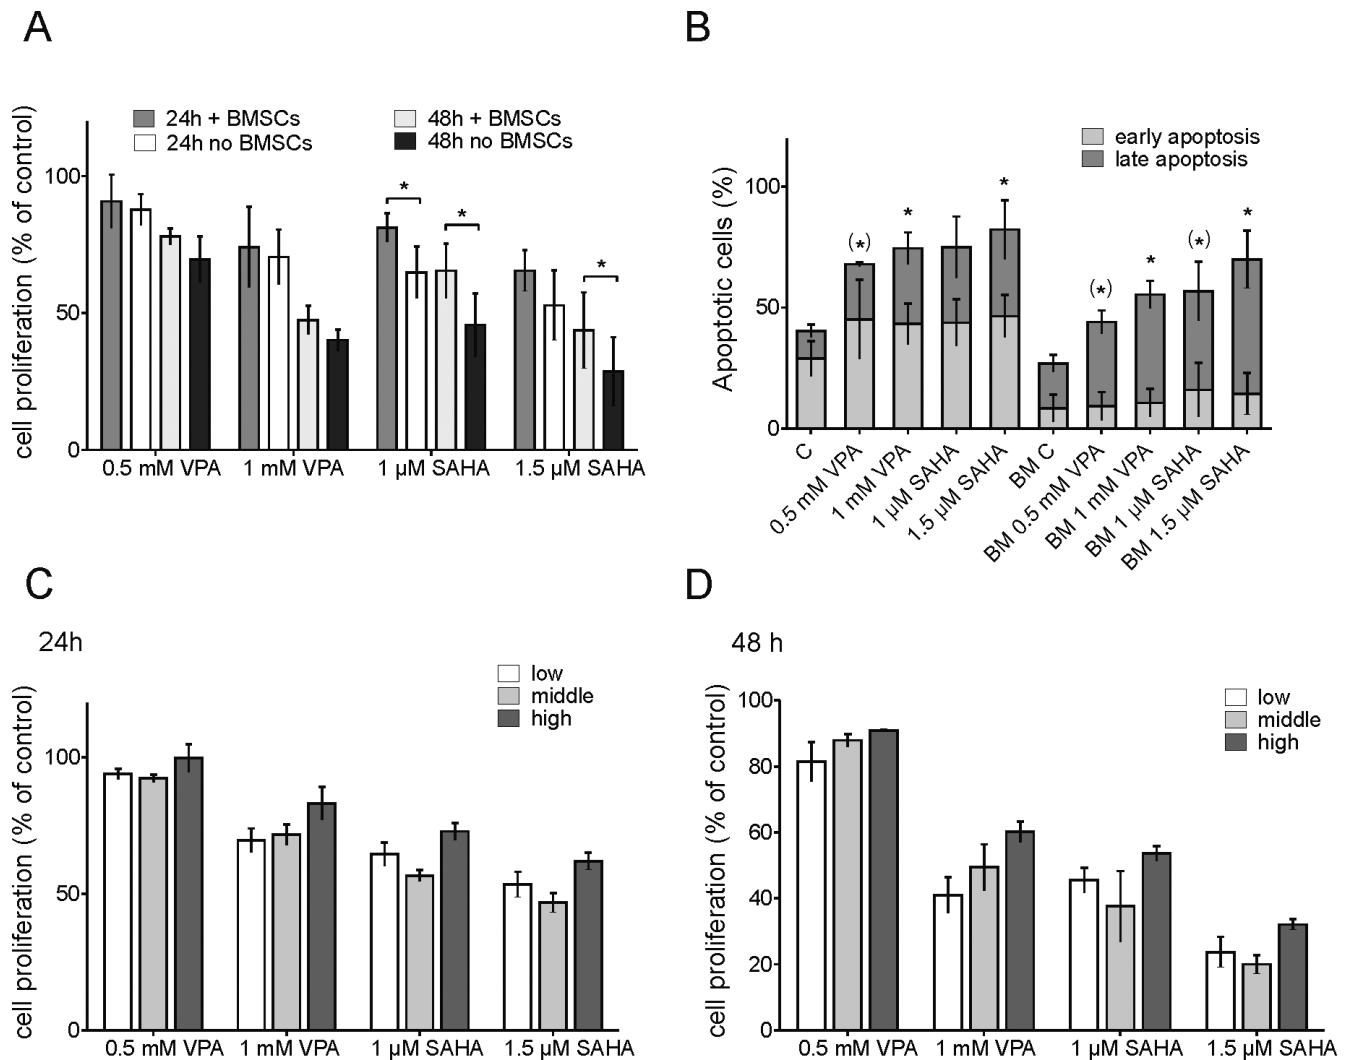 A
cell proliferation (% of control)
24h + BMSCs
24h no BMSCs
48h + BMSCs
48h no BMSCs
100
50
0
*
*
*
0.5 mM VPA
1 mM VPA
1 µM SAHA
1.5 µM SAHA
B
Apoptotic cells (%)
early apoptosis
late apoptosis
100
50
0
(*)
*
*
(*)
*
(*)
*
C
0.5 mM VPA
1 mM VPA
1 µM SAHA
1.5 µM SAHA
BM C
BM 0.5 mM VPA
BM 1 mM VPA
BM 1 µM SAHA
BM 1.5 µM SAHA
C
24h
cell proliferation (% of control)
low
middle
high
100
50
0
0.5 mM VPA
1 mM VPA
1 µM SAHA
1.5 µM SAHA
D
48 h
cell proliferation (% of control)
low
middle
high
100
80
60
40
20
0
0.5 mM VPA
1 mM VPA
1 µM SAHA
1.5 µM SAHA